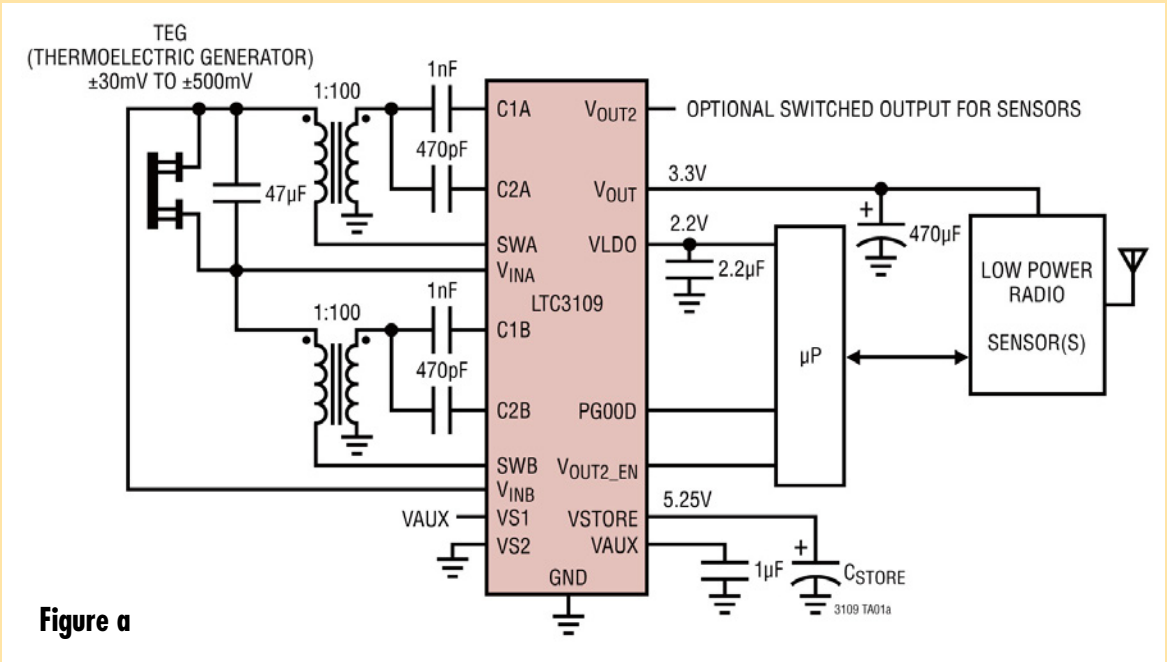 TEG
(THERMOELECTRIC GENERATOR)
±30mV TO ±500mV
1:100
1nF
470pF
47µF
1:100
1nF
470pF
C1A
C2A
SWA
VINA
LTC3109
C1B
C2B
SWB
VINB
VAUX
VS1
VS2
GND
VOUT2
OPTIONAL SWITCHED OUTPUT FOR SENSORS
VOUT
3.3V
VLDO
2.2V
2.2µF
470µF
PG00D
VOUT2_EN
µP
LOW POWER
RADIO
SENSOR(S)
VSTORE
5.25V
VAUX
1µF
CSTORE
3109 TA01a
Figure a